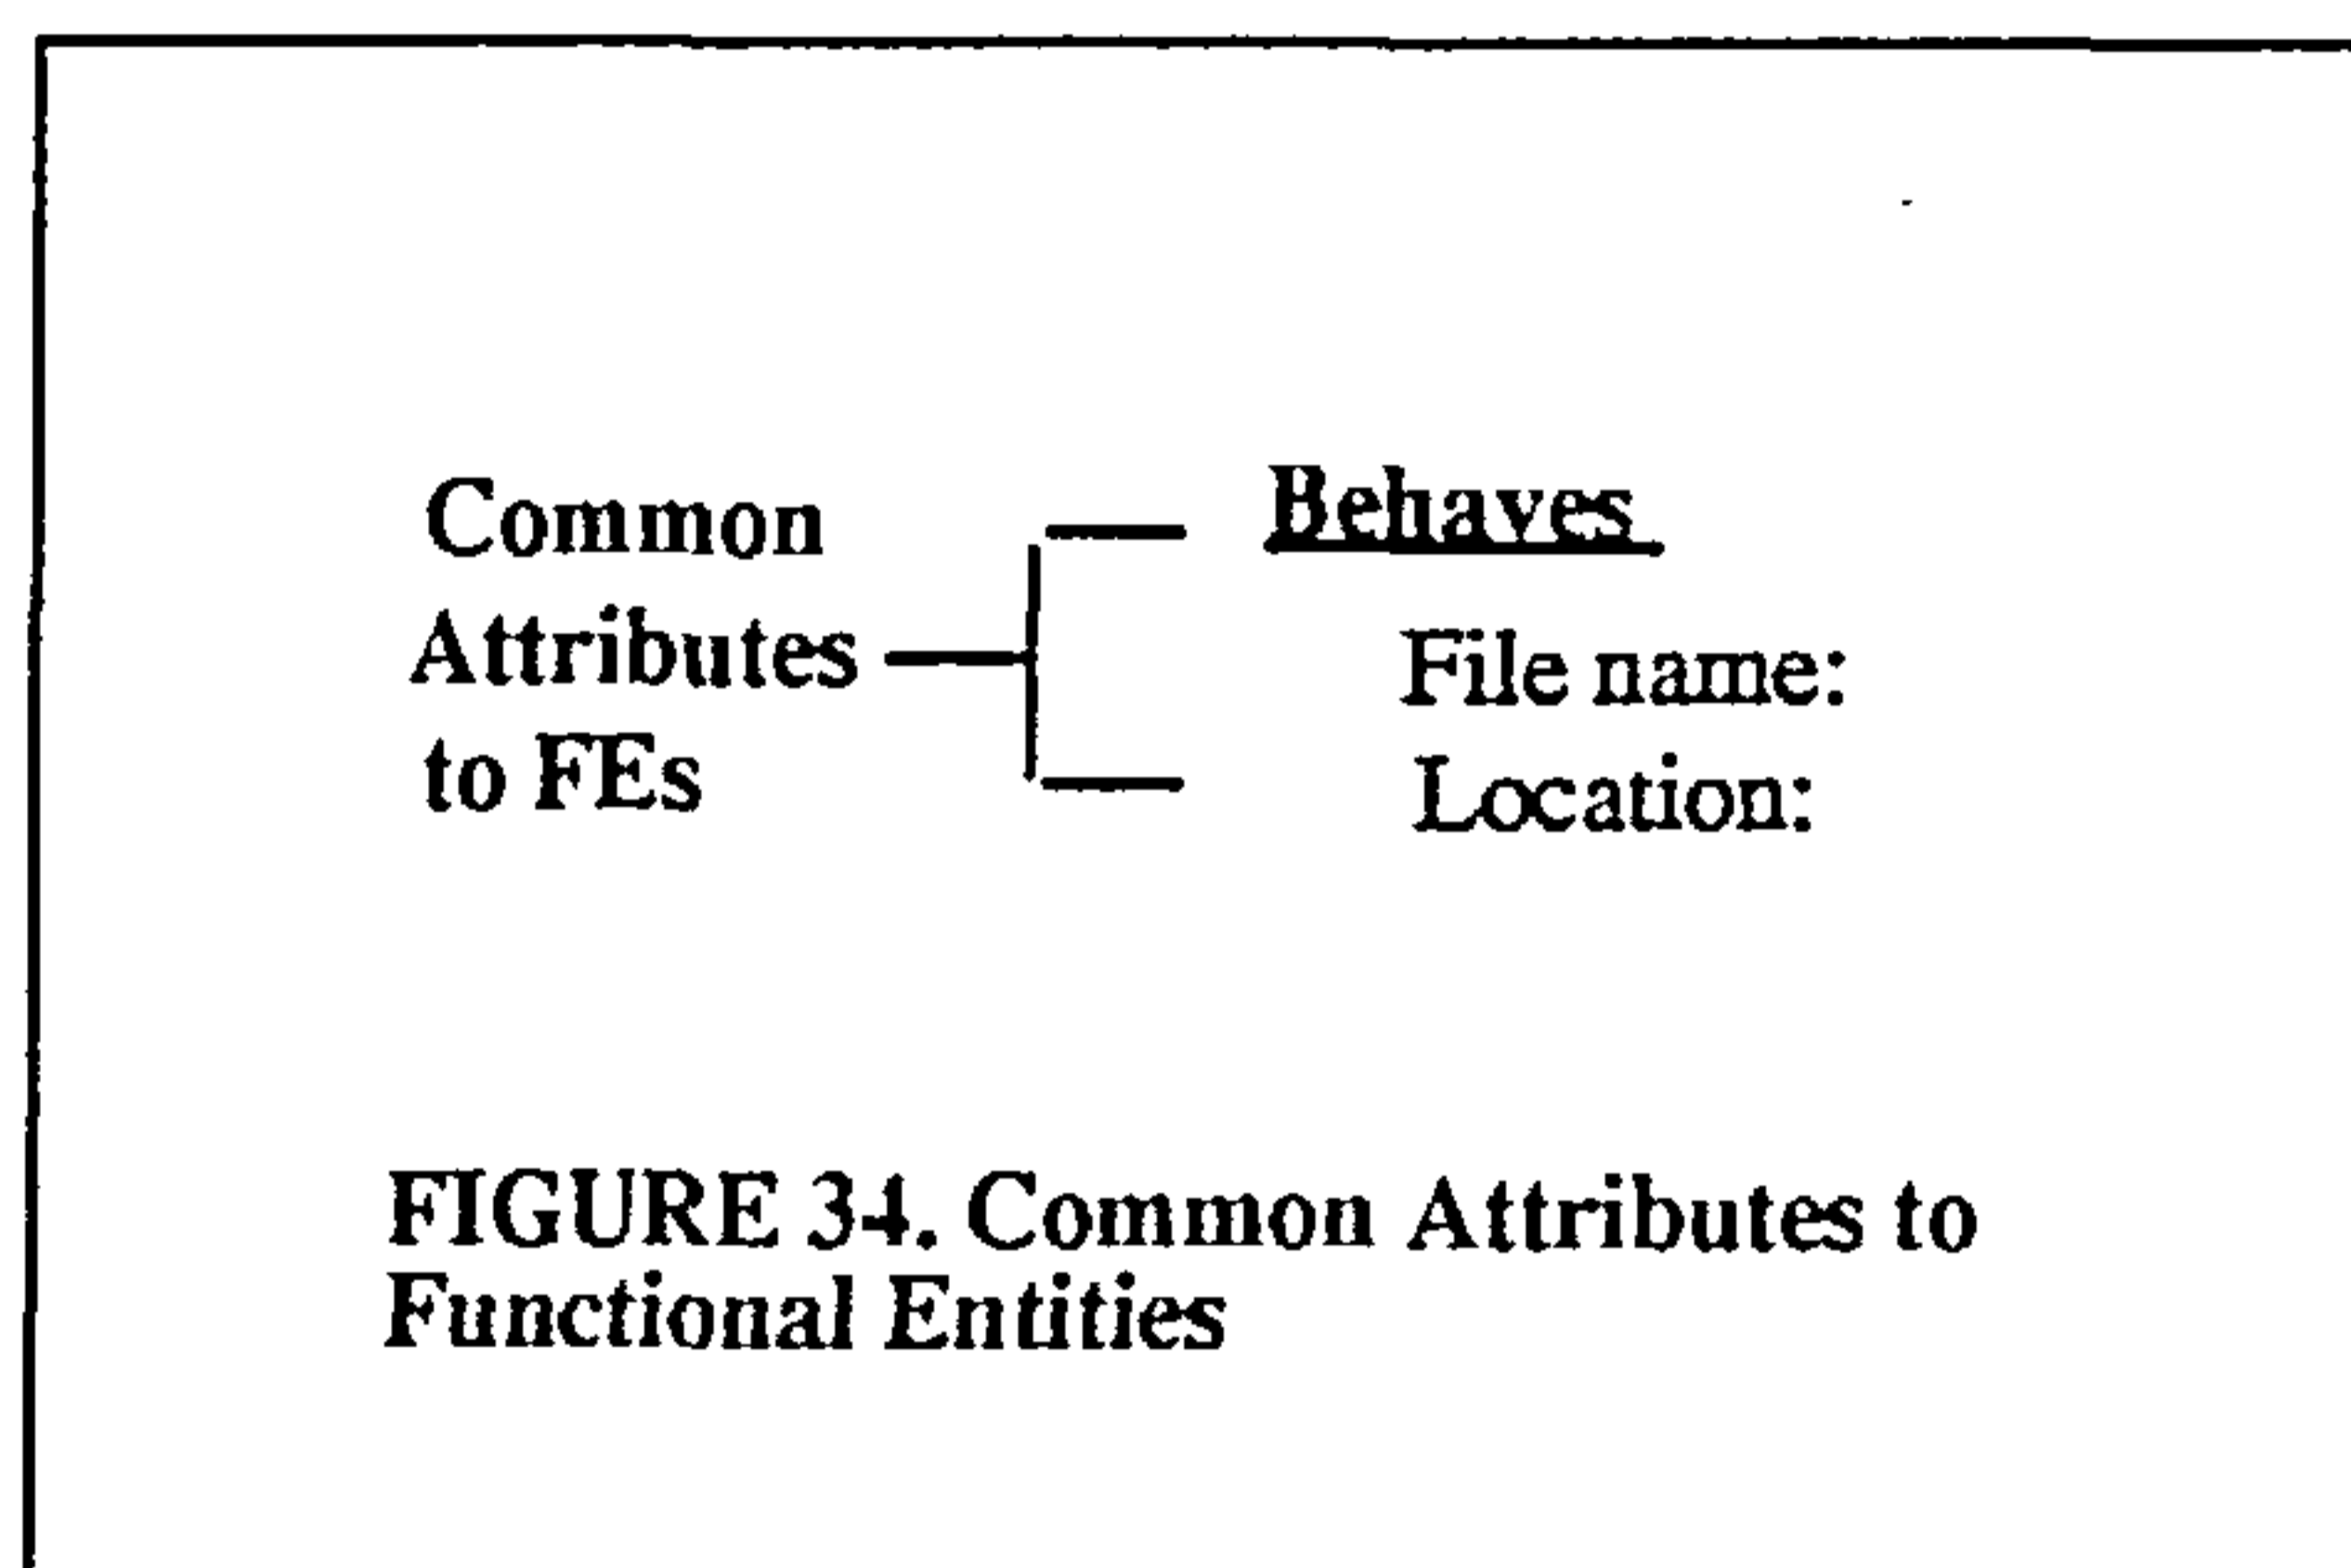 Common
Attributes
to FEs
Behaves
File name:
Location:
FIGURE 34. Common Attributes to
Functional Entities